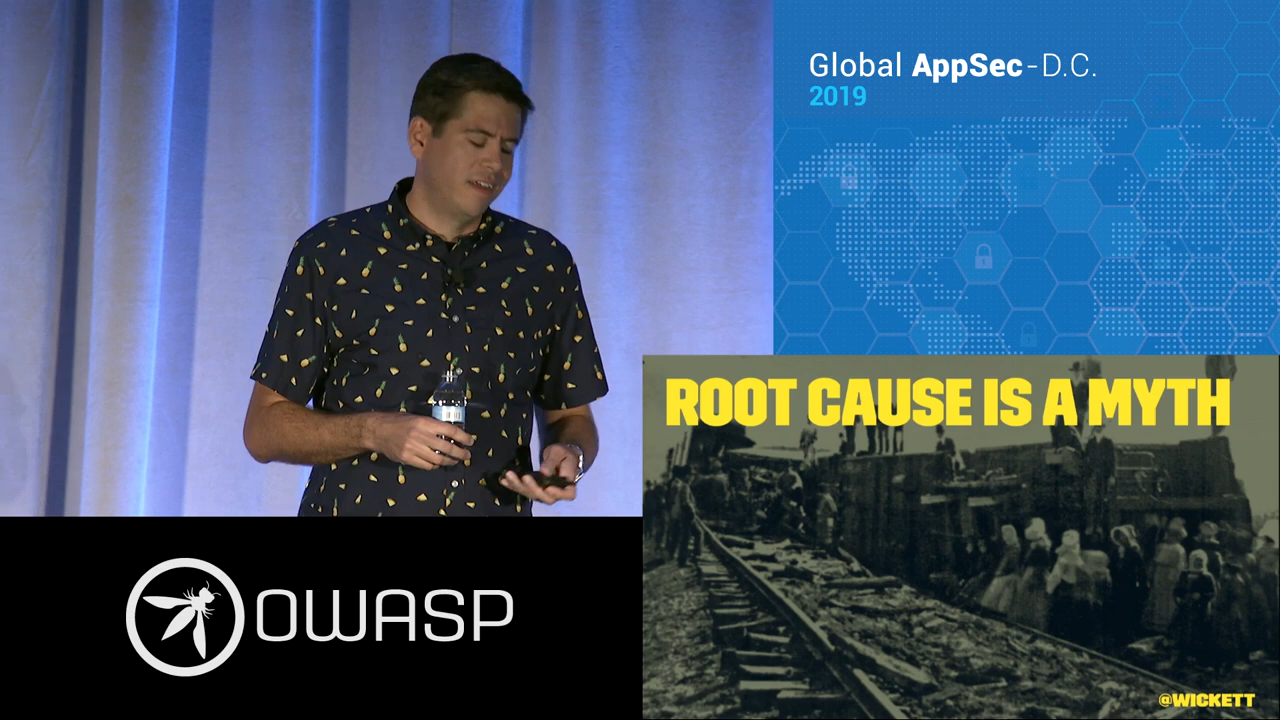 Global AppSec - D.C.
2019
ROOT CAUSE IS A MYTH
@WICKETT
OWASP